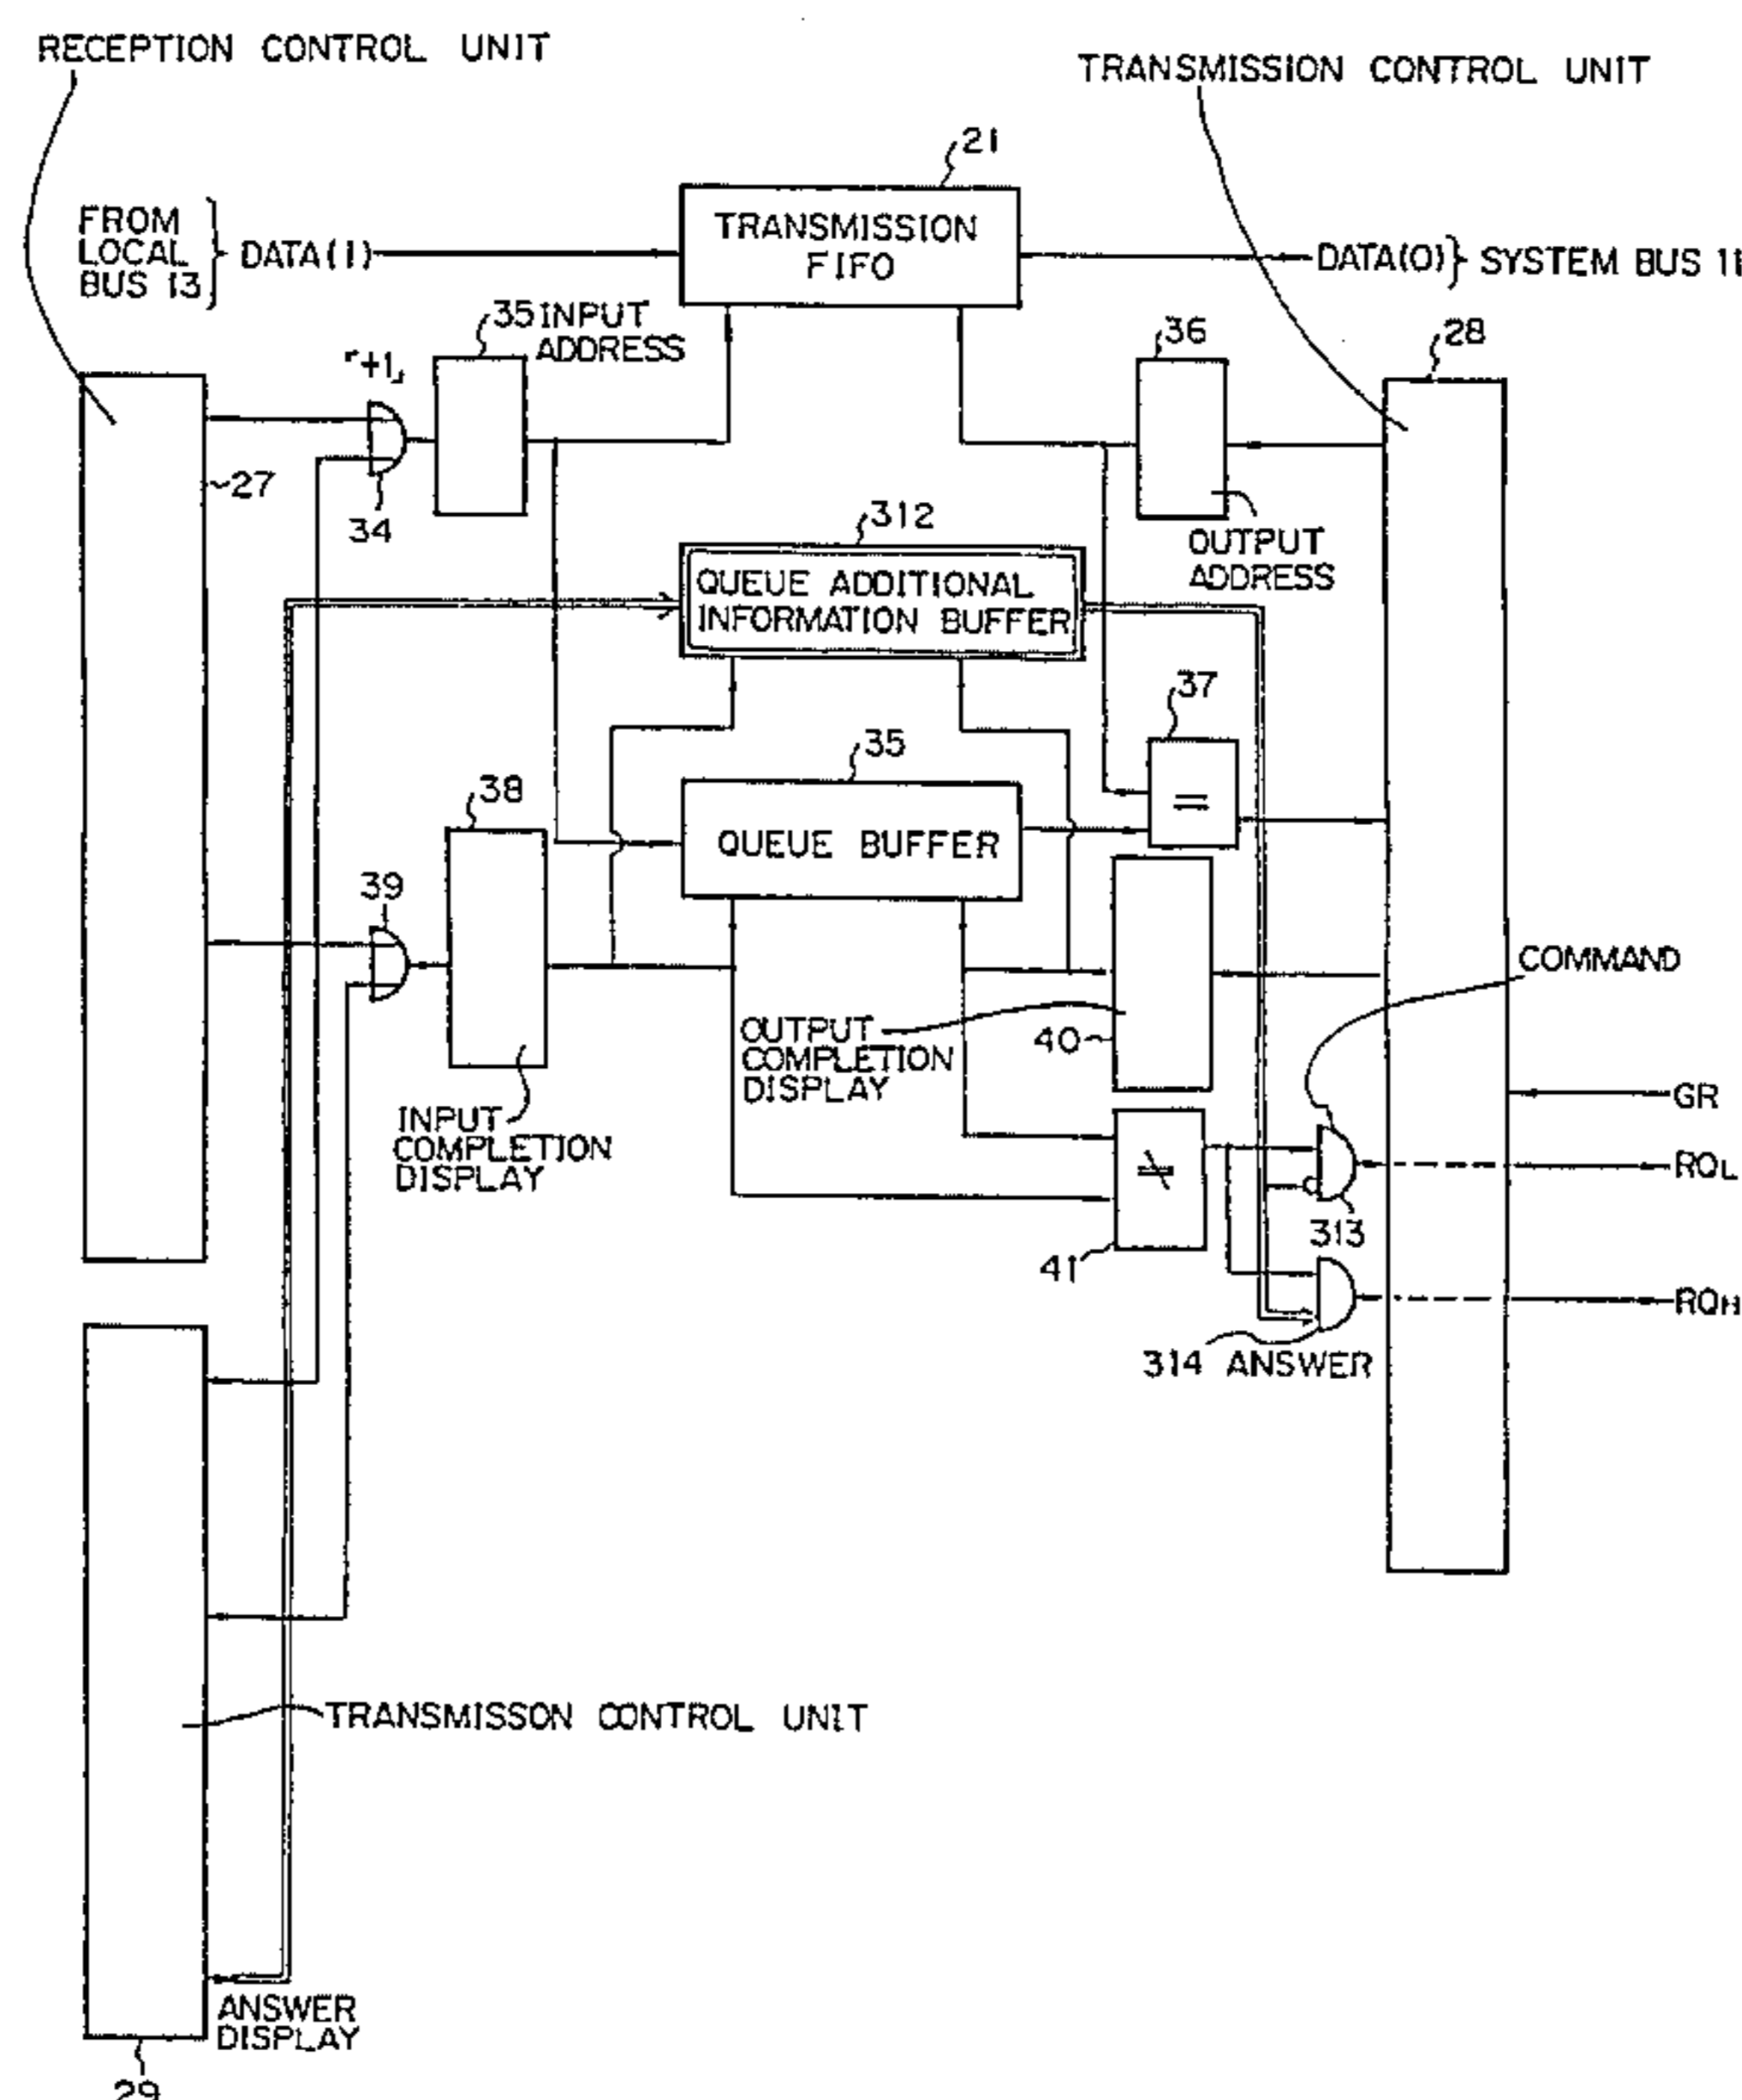 RECEPTION CONTROL UNIT
TRANSMISSION CONTROL UNIT
21
FROM
LOCAL
BUS 13
DATA(I)
TRANSMISSION
FIFO
DATA(O)
SYSTEM BUS 11
35 INPUT
ADDRESS
36
28
「+1」
27
34
312
OUTPUT
ADDRESS
QUEUE ADDITIONAL
INFORMATION BUFFER
37
=
35
38
QUEUE BUFFER
39
COMMAND
OUTPUT
COMPLETION
DISPLAY
40
GR
INPUT
COMPLETION
DISPLAY
≠
RQL
313
41
RQH
314 ANSWER
TRANSMISSON CONTROL UNIT
ANSWER
DISPLAY
29